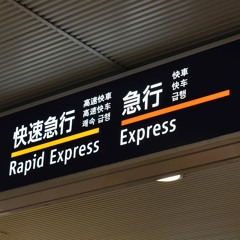 快速急行
高速快車
高速快车
쾌속 급행
Rapid Express
急行
快車
快车
급행
Express